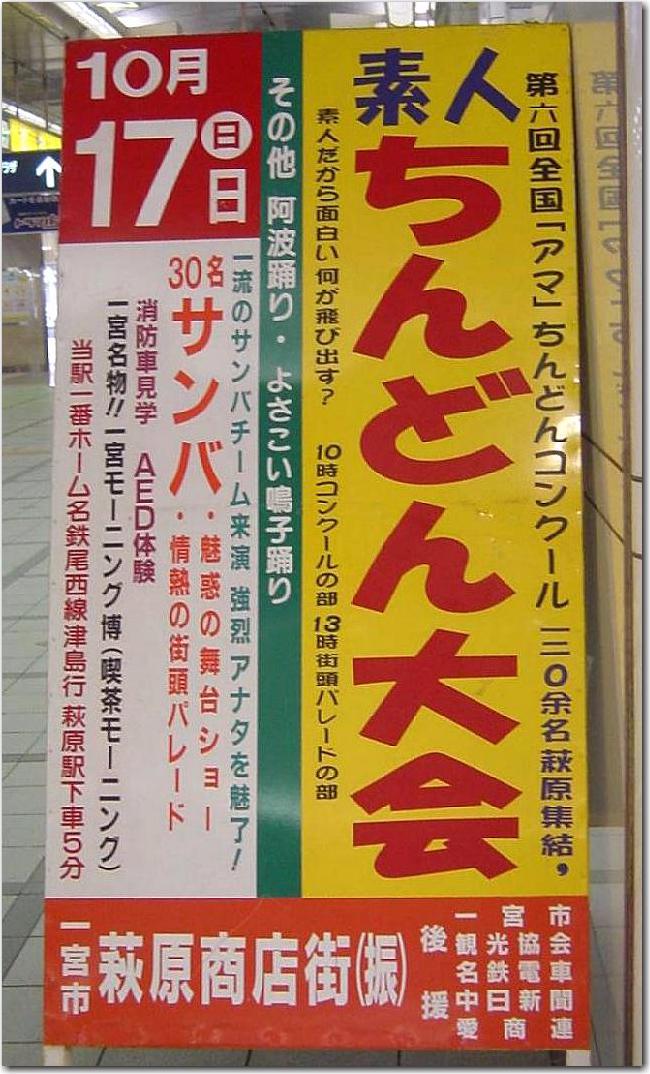 第六回全国「アマ」ちんどんコンクール 一三0余名萩原集結,
素人ちんどん大会
素人だから面白い何が飛び出す? 10時コンクールの部 13時街頭パレードの部
その他 阿波踊り・よさこい鳴子踊り
10月
17日
日
一流のサンバチーム来演 強烈アナタを魅了!
30名サンバ・魅惑の舞台ショー
・情熱の街頭パレード
消防車見学 AED体験
一宮名物!!一宮モーニング博(喫茶モーニング)
当駅一番ホーム名鉄尾西線津島行 萩原駅下車5分
一宮市
萩原商店街(振)
後援
一宮市
観光協会
名鉄電車
中日新聞
愛商連